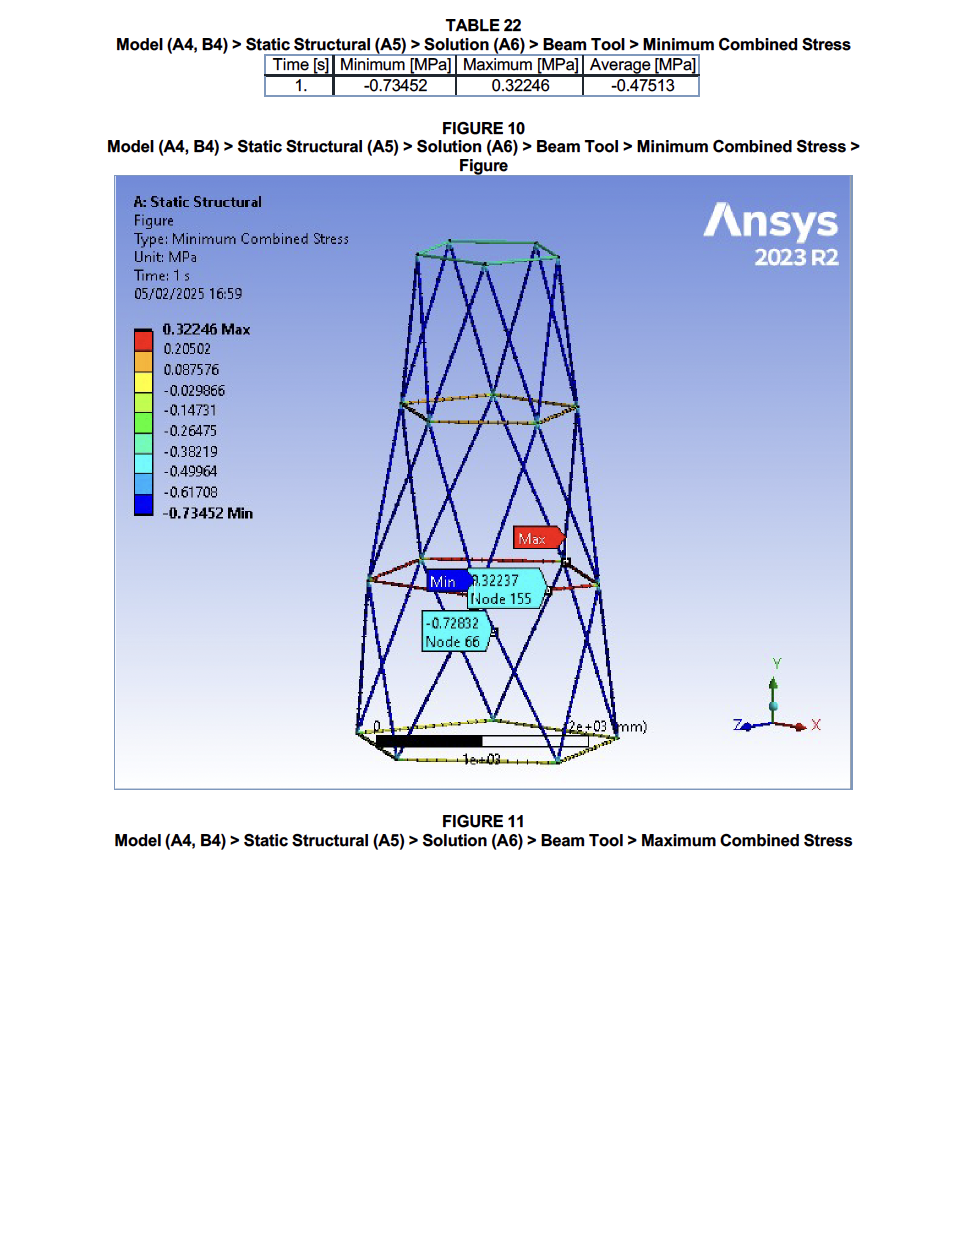 TABLE 22
Model (A4, B4) > Static Structural (A5) > Solution (A6) > Beam Tool > Minimum Combined Stress
Time [s] Minimum [MPa] Maximum [MPa] Average [MPa]
1. -0.73452 0.32246 -0.47513
FIGURE 10
Model (A4, B4) > Static Structural (A5) > Solution (A6) > Beam Tool > Minimum Combined Stress >
Figure
A: Static Structural
Figure
Type: Minimum Combined Stress
Unit: MPa
Time: 1 s
05/02/2025 16:59
Ansys
2023 R2
0.32246 Max
0.20502
0.087576
-0.029866
-0.14731
-0.26475
-0.38219
-0.49964
-0.61708
-0.73452 Min
Max
Min
0.32237
Node 155
-0.72832
Node 66
0. 2e+03 (mm)
1e+03
Y
Z X
FIGURE 11
Model (A4, B4) > Static Structural (A5) > Solution (A6) > Beam Tool > Maximum Combined Stress